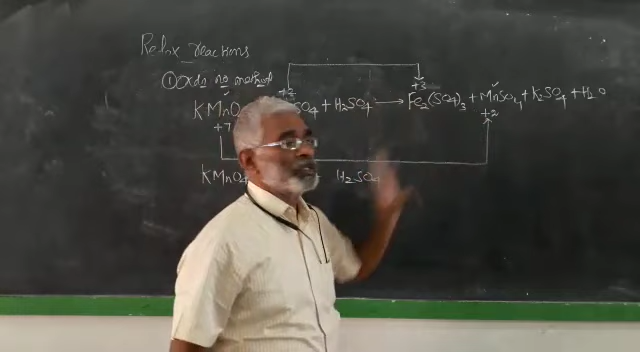 Redox reactions
① Oxdn no method
+2 +3
KMnO SO4 + H2SO4 → Fe2(SO4)3 + MnSO4 + K2SO4 + H2O
+7 +2
KMnO4 + H2SO4